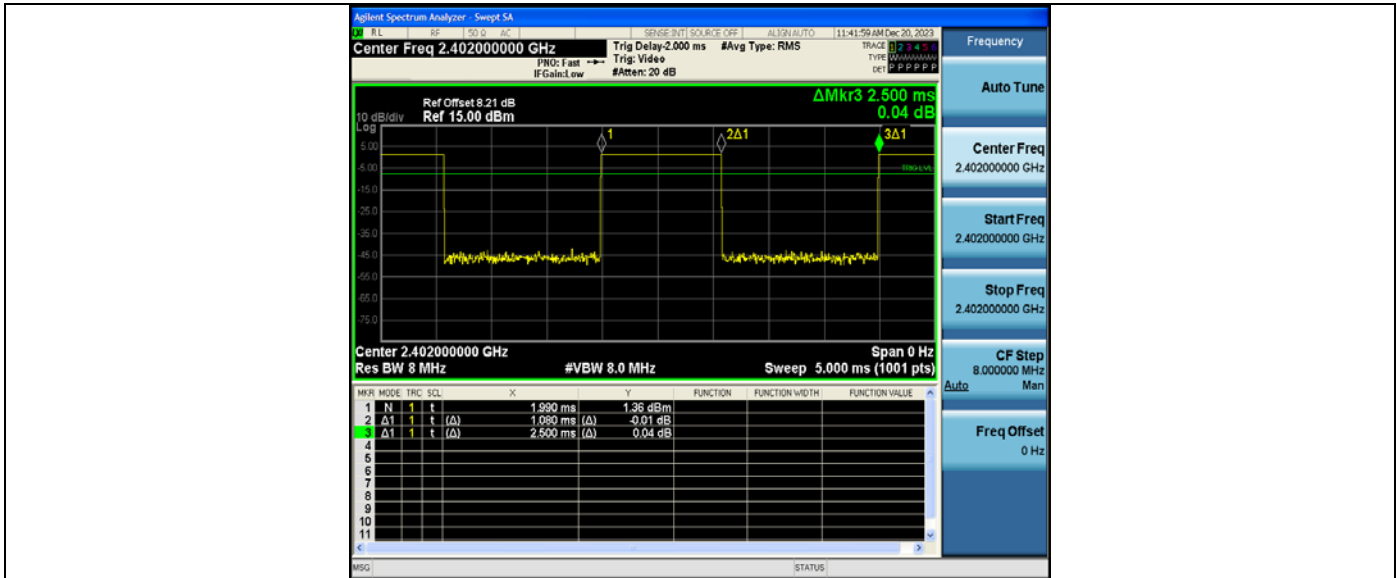 Agilent Spectrum Analyzer - Swept SA
RL RF 50 Ω AC SENSE:INT SOURCE OFF ALIGN AUTO 11:41:59 AM Dec 20, 2023
Center Freq 2.402000000 GHz
PNO: Fast
IFGain:Low
Trig Delay-2.000 ms #Avg Type: RMS
Trig: Video
#Atten: 20 dB
TRACE 1 2 3 4 5 6
TYPE WWWWWW
DET P P P P P P
Frequency
Auto Tune
Center Freq
2.402000000 GHz
Start Freq
2.402000000 GHz
Stop Freq
2.402000000 GHz
CF Step
8.000000 MHz
Auto Man
Freq Offset
0 Hz
ΔMkr3 2.500 ms
0.04 dB
Ref Offset 8.21 dB
10 dB/div Ref 15.00 dBm
Log
1 2Δ1 3Δ1
5.00
-5.00
TRIG LVL
-15.0
-25.0
-35.0
-45.0
-55.0
-65.0
-75.0
Center 2.402000000 GHz Span 0 Hz
Res BW 8 MHz #VBW 8.0 MHz Sweep 5.000 ms (1001 pts)
MKR MODE TRC SCL X Y FUNCTION FUNCTION WIDTH FUNCTION VALUE
1 N 1 t 1.990 ms 1.36 dBm
2 Δ1 1 t (Δ) 1.080 ms (Δ) -0.01 dB
3 Δ1 1 t (Δ) 2.500 ms (Δ) 0.04 dB
4
5
6
7
8
9
10
11
MSG STATUS